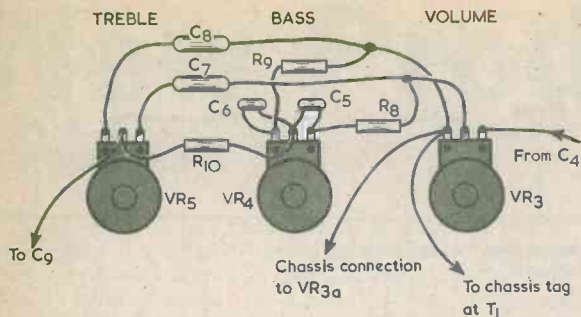 TREBLE BASS VOLUME
C8
C7
R9
C6
C5
R8
R10
From C4
VR5
VR4
VR3
To C9
Chassis connection
to VR3a
To chassis tag
at T1